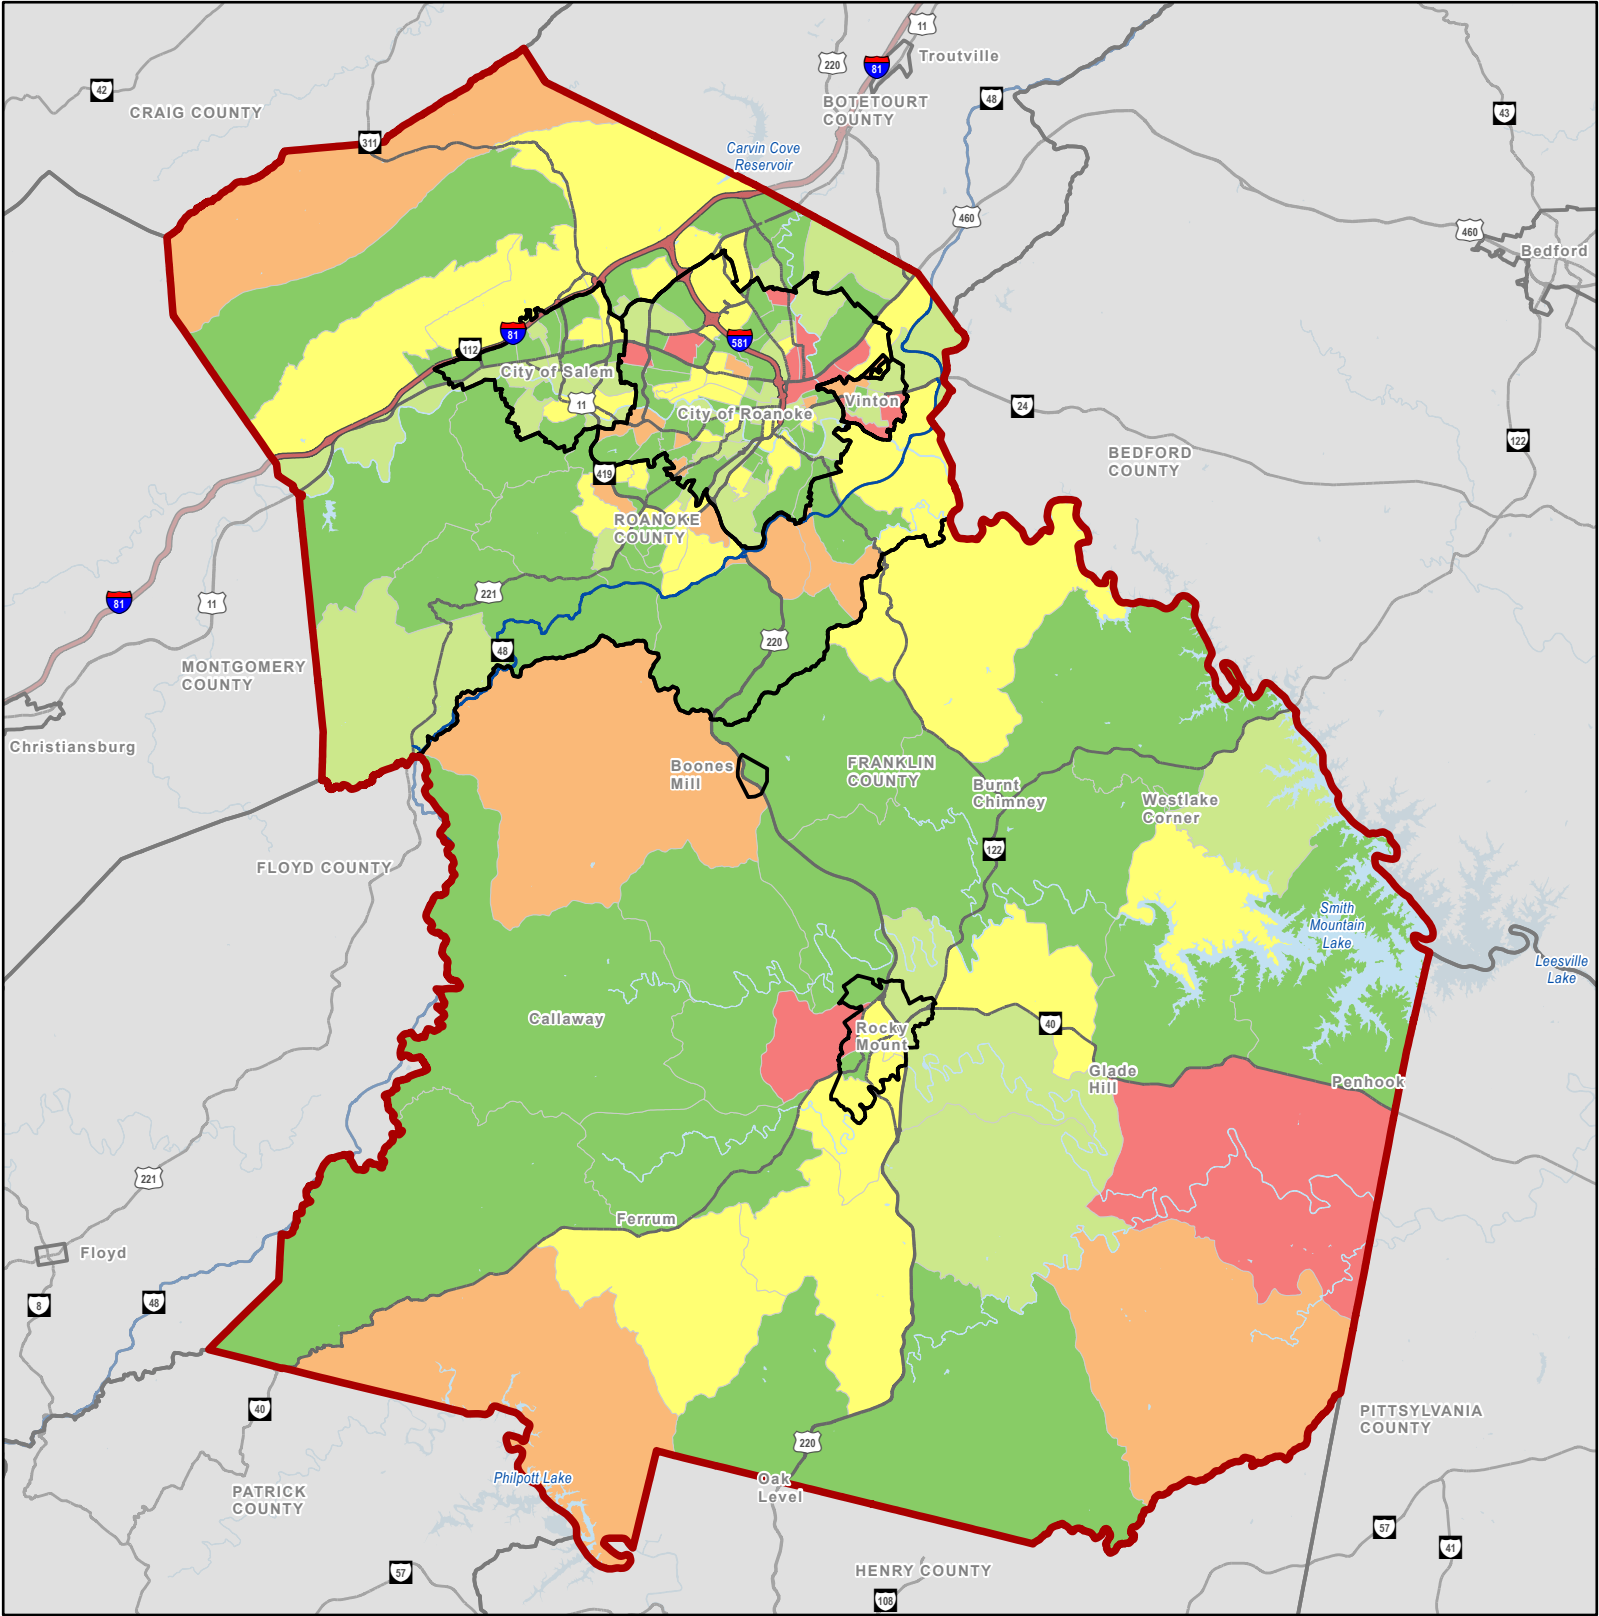 11
Troutville
220
81
42
CRAIG COUNTY
BOTETOURT
COUNTY
48
43
311
Carvin Cove
Reservoir
460
460
Bedford
81
581
112
City of Salem
11
City of Roanoke
Vinton
24
122
BEDFORD
COUNTY
419
ROANOKE
COUNTY
221
81
11
220
48
MONTGOMERY
COUNTY
Christiansburg
Boones
Mill
FRANKLIN
COUNTY
Burnt
Chimney
Westlake
Corner
122
FLOYD COUNTY
Smith
Mountain
Lake
Leesville
Lake
Callaway
Rocky
Mount
40
Glade
Hill
Penhook
221
Ferrum
Floyd
8
48
40
PITTSYLVANIA
COUNTY
220
Philpott Lake
Oak
Level
PATRICK
COUNTY
57
41
57
HENRY COUNTY
108